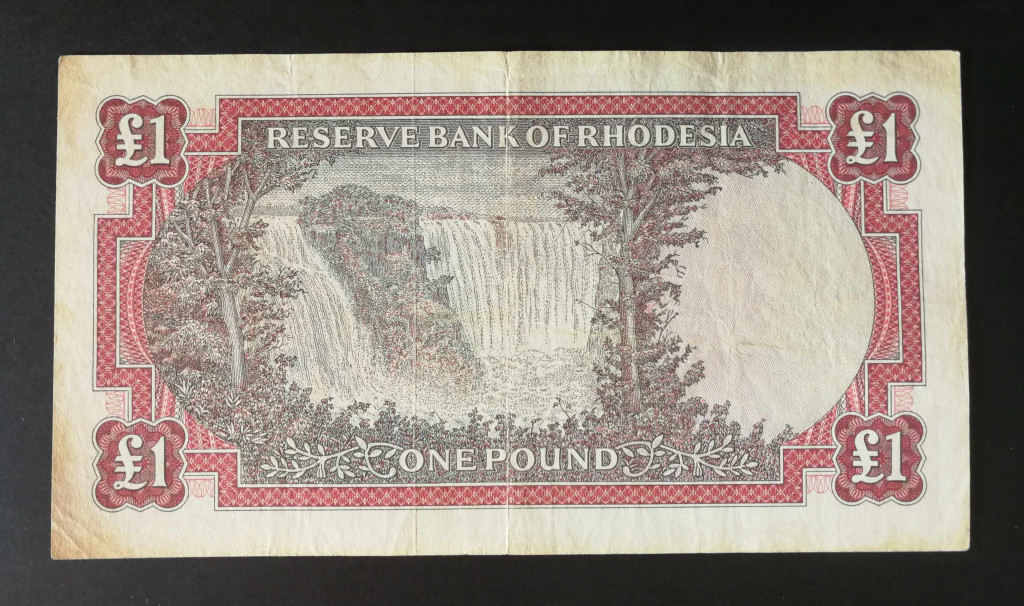 £1 £1
RESERVE BANK OF RHODESIA
£1 ONE POUND £1